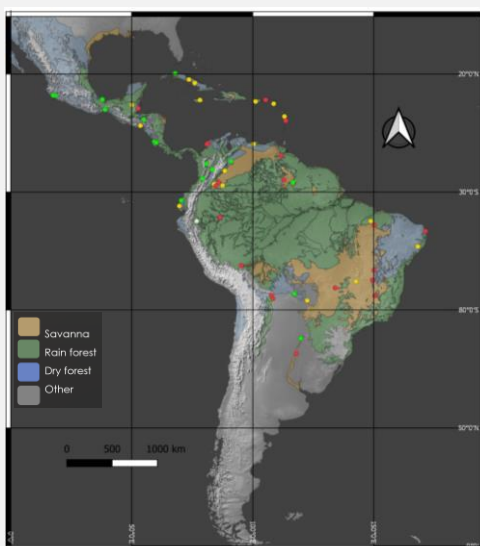 20°0'N
30°0'S
80°0'S
50°0'S
Savanna
Rain forest
Dry forest
Other
0 500 1000 km